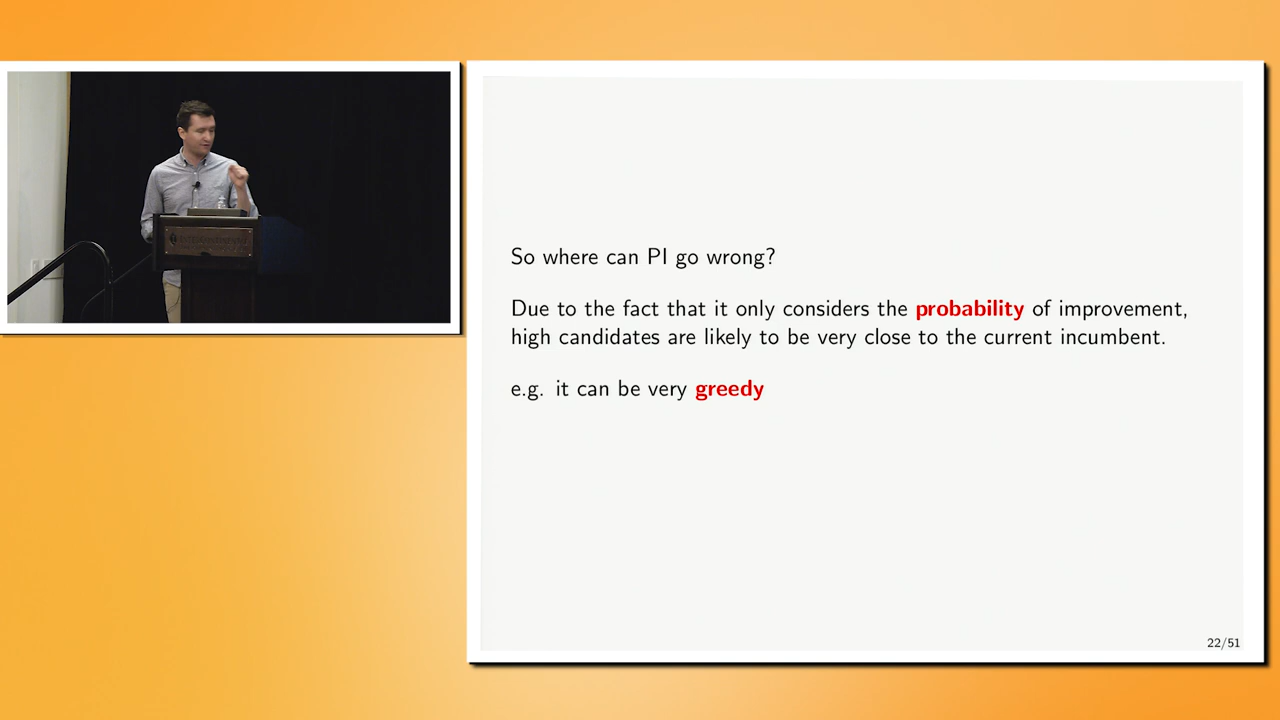 So where can PI go wrong?
Due to the fact that it only considers the probability of improvement,
high candidates are likely to be very close to the current incumbent.
e.g. it can be very greedy
22/51